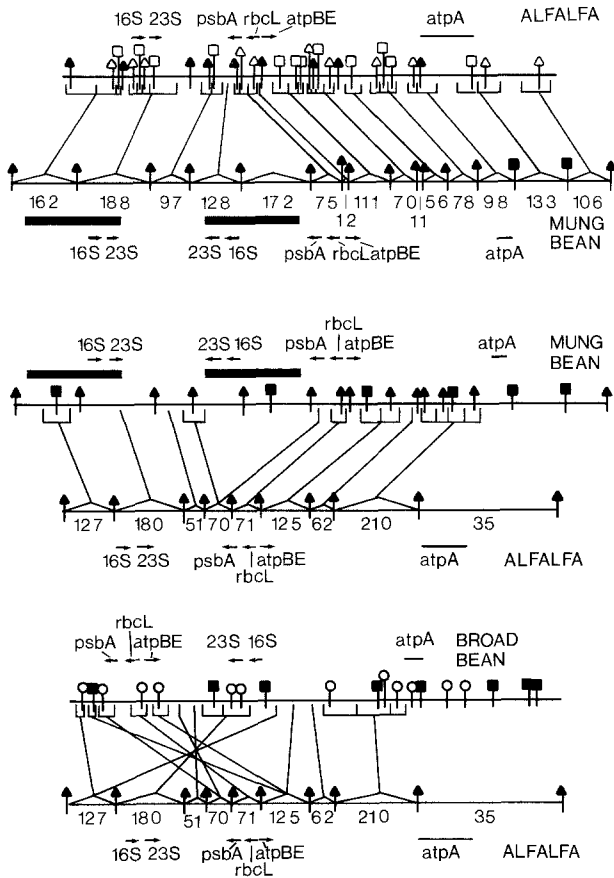 16S 23S psbA rbcL atpBE atpA ALFALFA
162 188 97 128 172 75 12 111 70 11 56 78 98 133 106
MUNG
BEAN
16S 23S 23S 16S psbA rbcL atpBE atpA
rbcL
16S 23S 23S 16S psbA atpBE atpA MUNG
BEAN
127 180 51 70 71 125 62 210 35
16S 23S psbA atpBE atpA ALFALFA
rbcL
rbcL
psbA atpBE 23S 16S atpA BROAD
BEAN
127 180 51 70 71 125 62 210 35
16S 23S psbA atpBE atpA ALFALFA
rbcL